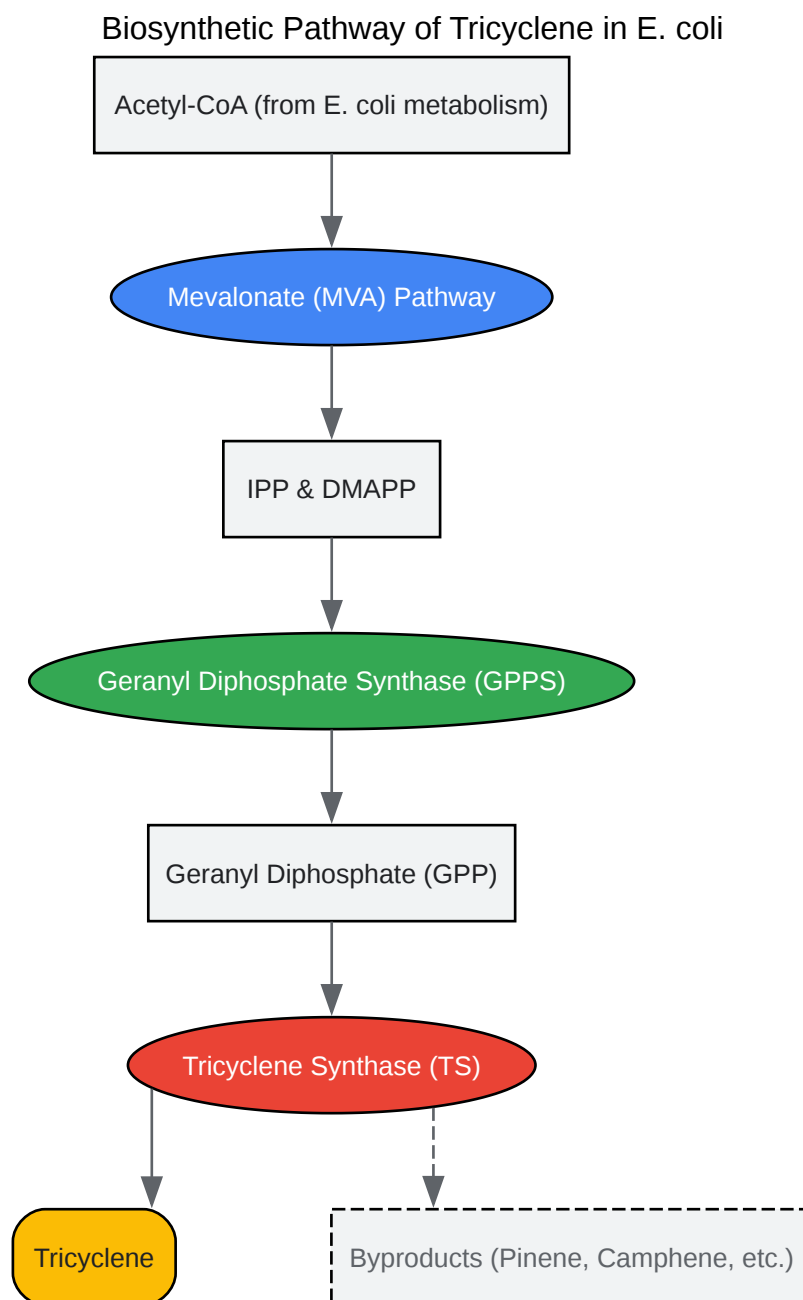 Biosynthetic Pathway of Tricyclene in E. coli
Acetyl-CoA (from E. coli metabolism)
Mevalonate (MVA) Pathway
IPP & DMAPP
Geranyl Diphosphate Synthase (GPPS)
Geranyl Diphosphate (GPP)
Tricyclene Synthase (TS)
Tricyclene
Byproducts (Pinene, Camphene, etc.)